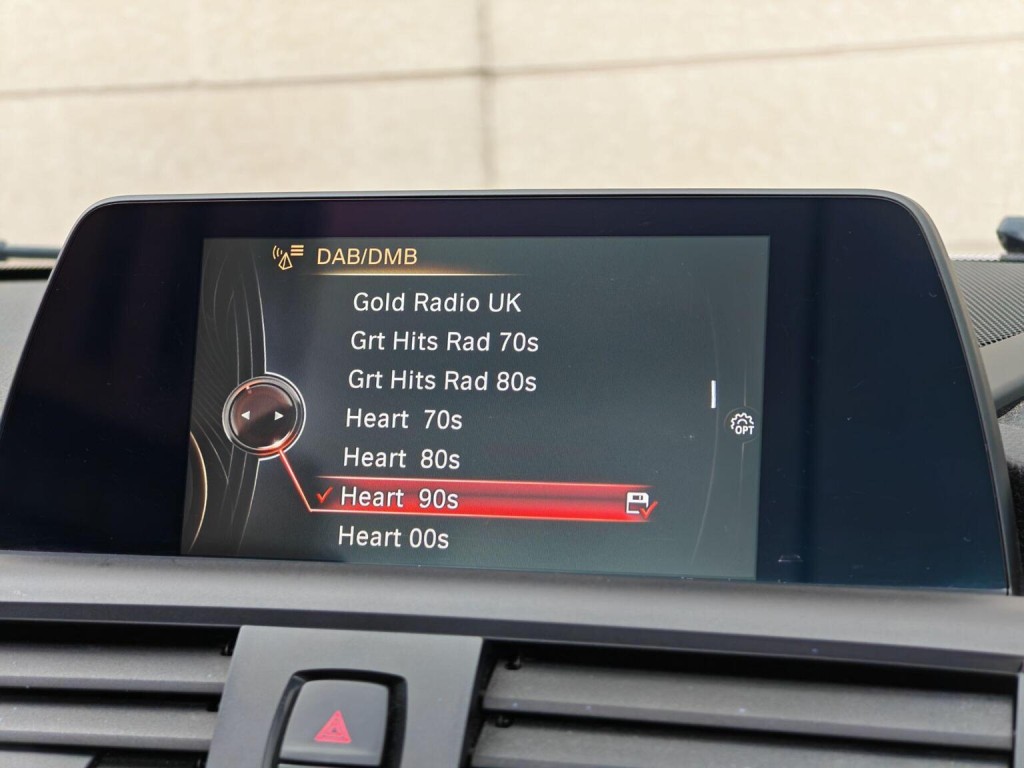 DAB/DMB
Gold Radio UK
Grt Hits Rad 70s
Grt Hits Rad 80s
Heart 70s
OPT
Heart 80s
Heart 90s
Heart 00s